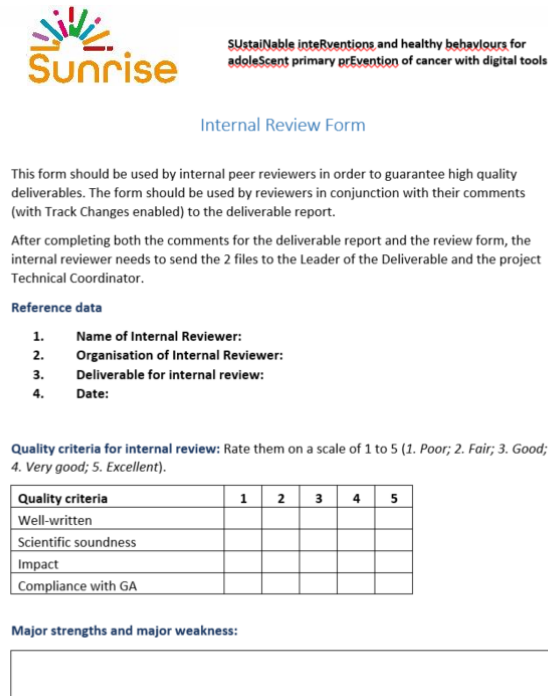 Sunrise
SUstaiNable inteRventions and healthy behavIours for
adoleScent primary prEvention of cancer with digital tools
Internal Review Form
This form should be used by internal peer reviewers in order to guarantee high quality
deliverables. The form should be used by reviewers in conjunction with their comments
(with Track Changes enabled) to the deliverable report.
After completing both the comments for the deliverable report and the review form, the
internal reviewer needs to send the 2 files to the Leader of the Deliverable and the project
Technical Coordinator.
Reference data
1. Name of Internal Reviewer:
2. Organisation of Internal Reviewer:
3. Deliverable for internal review:
4. Date:
Quality criteria for internal review: Rate them on a scale of 1 to 5 (1. Poor; 2. Fair; 3. Good;
4. Very good; 5. Excellent).
Quality criteria 1 2 3 4 5
Well-written
Scientific soundness
Impact
Compliance with GA
Major strengths and major weakness: